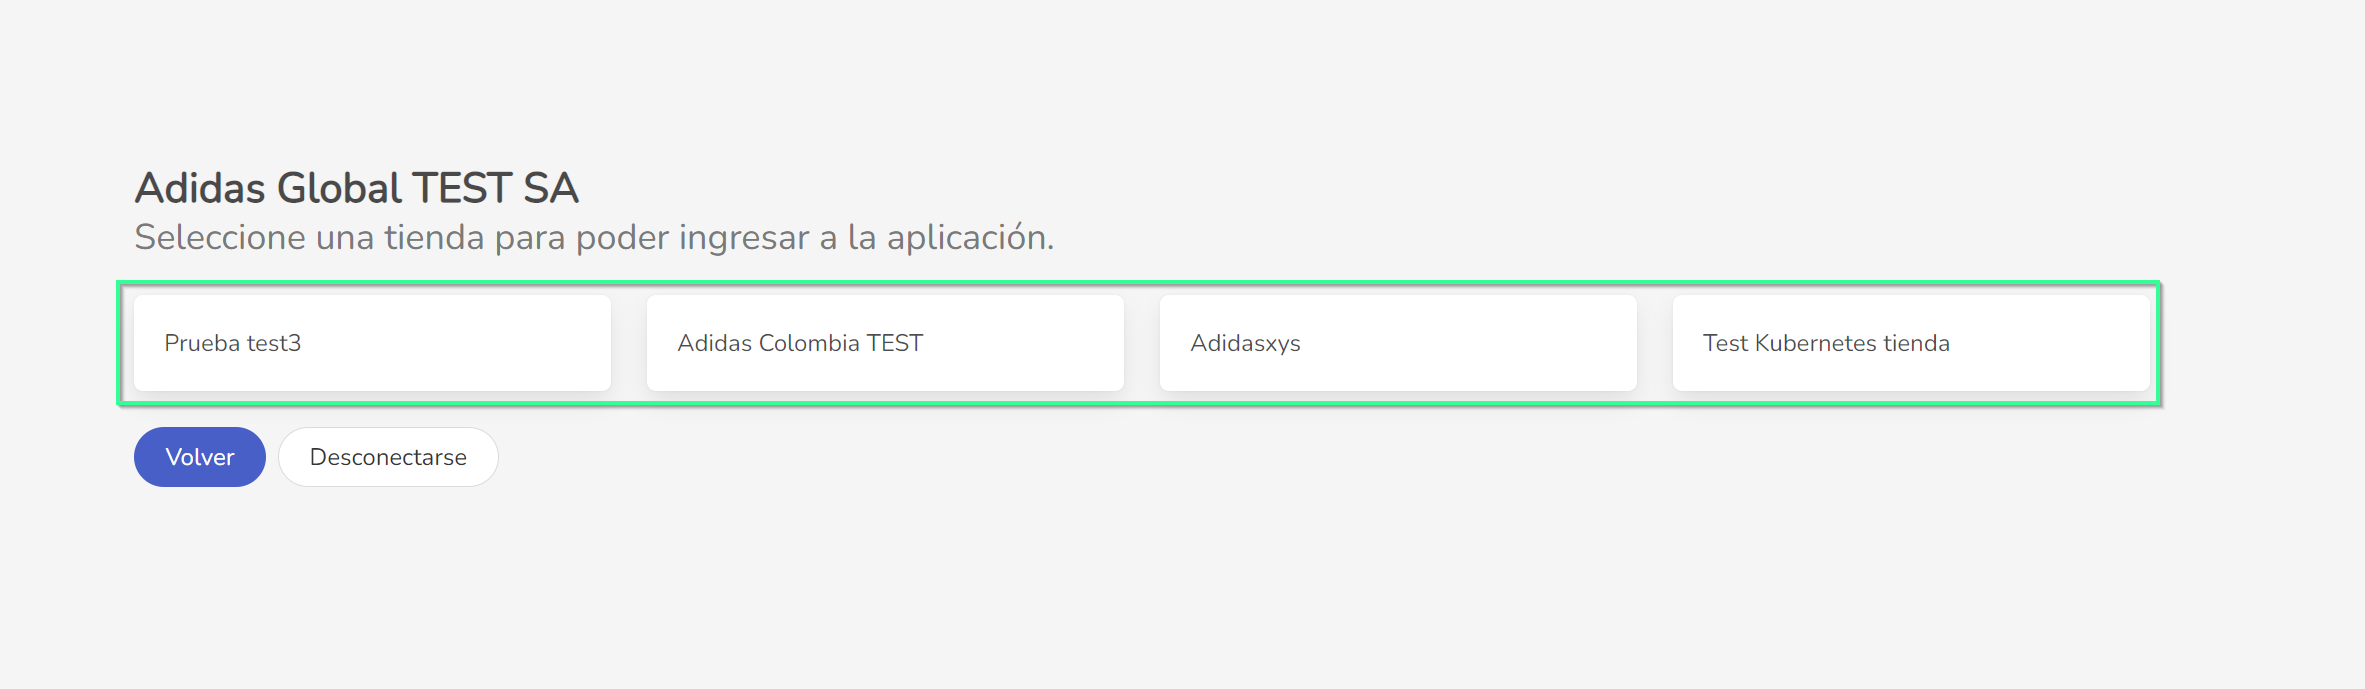 Adidas Global TEST SA
Seleccione una tienda para poder ingresar a la aplicación.
Prueba test3
Adidas Colombia TEST
Adidasxys
Test Kubernetes tienda
Volver
Desconectarse